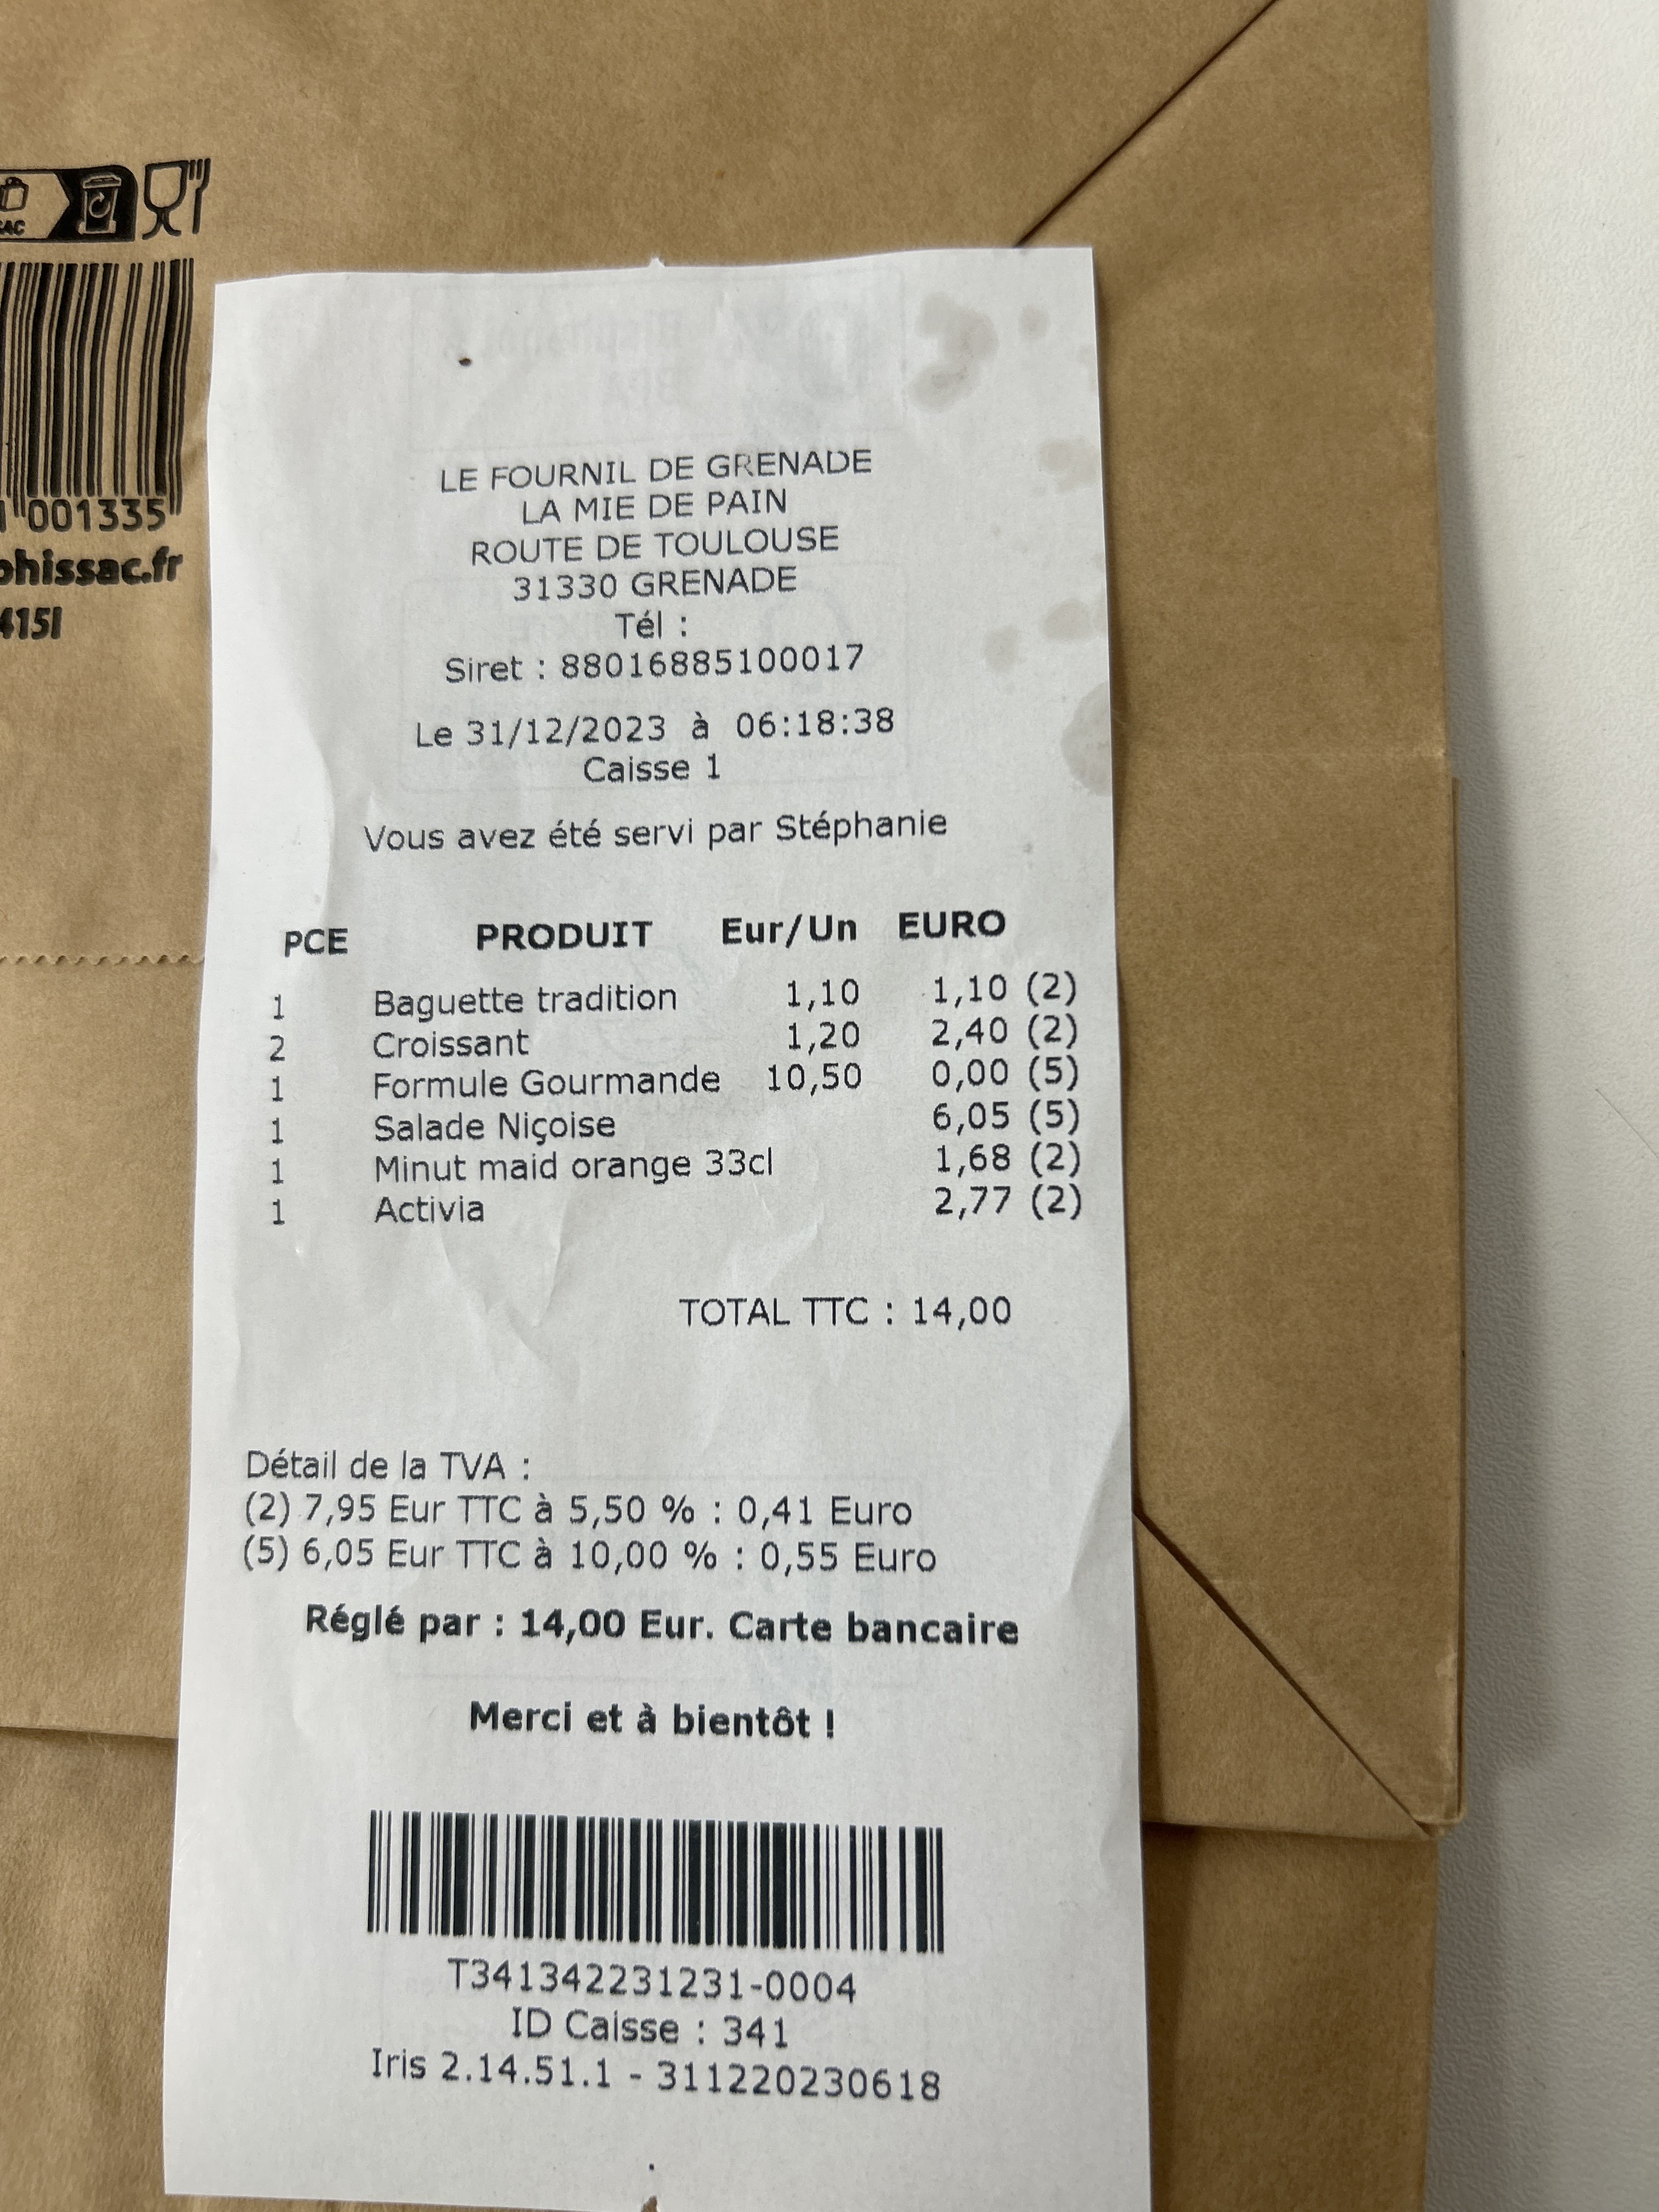 SAC
001335
phissac.fr
415l
LE FOURNIL DE GRENADE
LA MIE DE PAIN
ROUTE DE TOULOUSE
31330 GRENADE
Tél :
Siret : 88016885100017
Le 31/12/2023 à 06:18:38
Caisse 1
Vous avez été servi par Stéphanie
PCE PRODUIT Eur/Un EURO
1 Baguette tradition 1,10 1,10 (2)
2 Croissant 1,20 2,40 (2)
1 Formule Gourmande 10,50 0,00 (5)
1 Salade Niçoise 6,05 (5)
1 Minut maid orange 33cl 1,68 (2)
1 Activia 2,77 (2)
TOTAL TTC : 14,00
Détail de la TVA :
(2) 7,95 Eur TTC à 5,50 % : 0,41 Euro
(5) 6,05 Eur TTC à 10,00 % : 0,55 Euro
Réglé par : 14,00 Eur. Carte bancaire
Merci et à bientôt !
T341342231231-0004
ID Caisse : 341
Iris 2.14.51.1 - 311220230618